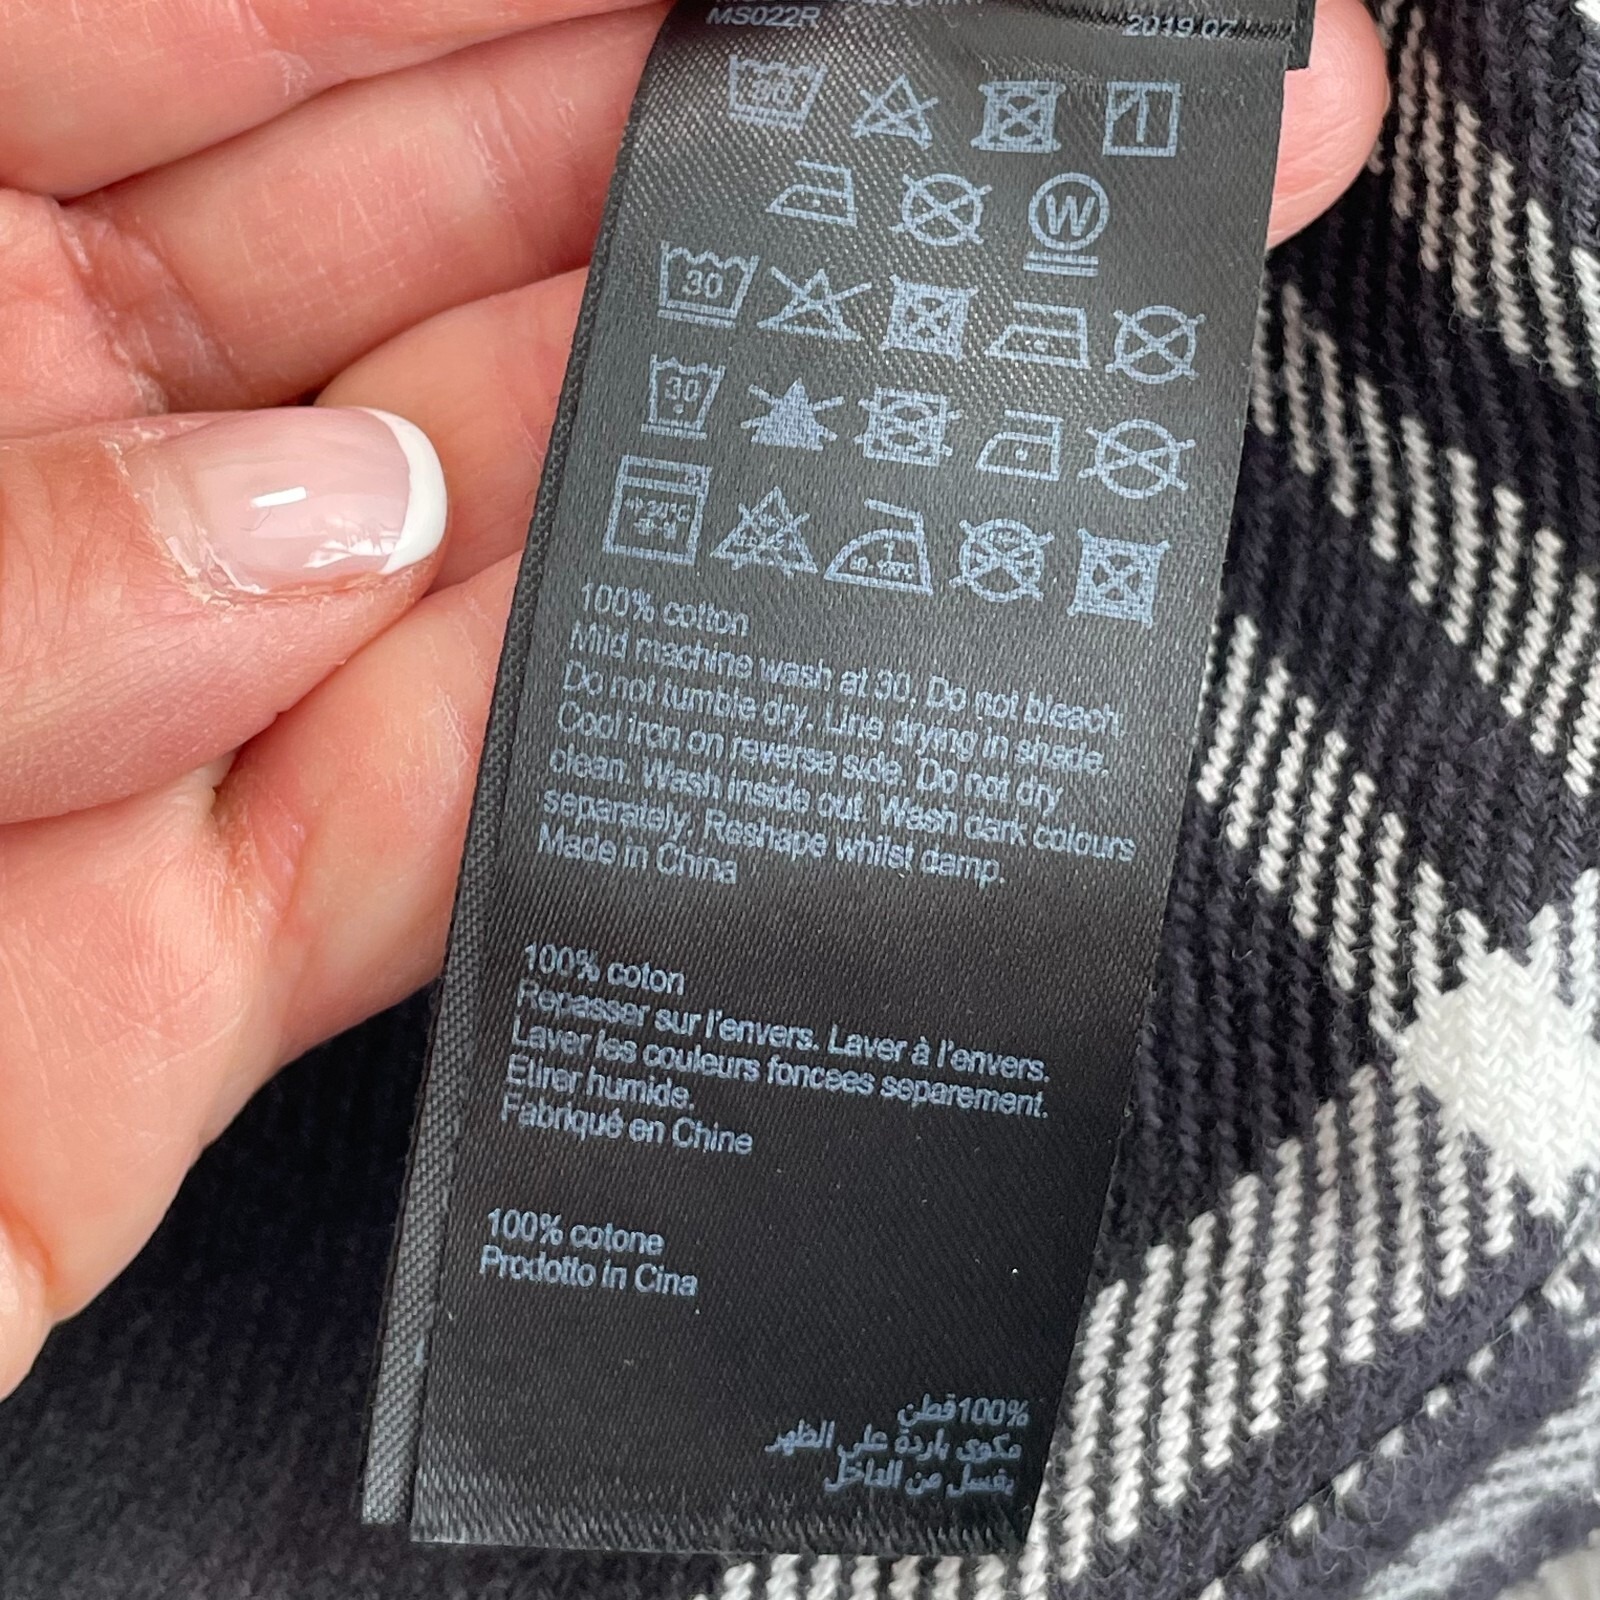 MS022R
2019.07
30
W
30
30
100% cotton
Mild machine wash at 30. Do not bleach.
Do not tumble dry. Line drying in shade.
Cool iron on reverse side. Do not dry
clean. Wash inside out. Wash dark colours
separately. Reshape whilst damp.
Made in China
100% coton
Repasser sur l'envers. Laver à l'envers.
Laver les couleurs foncees separement.
Etirer humide.
Fabriqué en Chine
100% cotone
Prodotto in Cina
100%قطن
مكوى باردة على الظهر
يغسل من الداخل